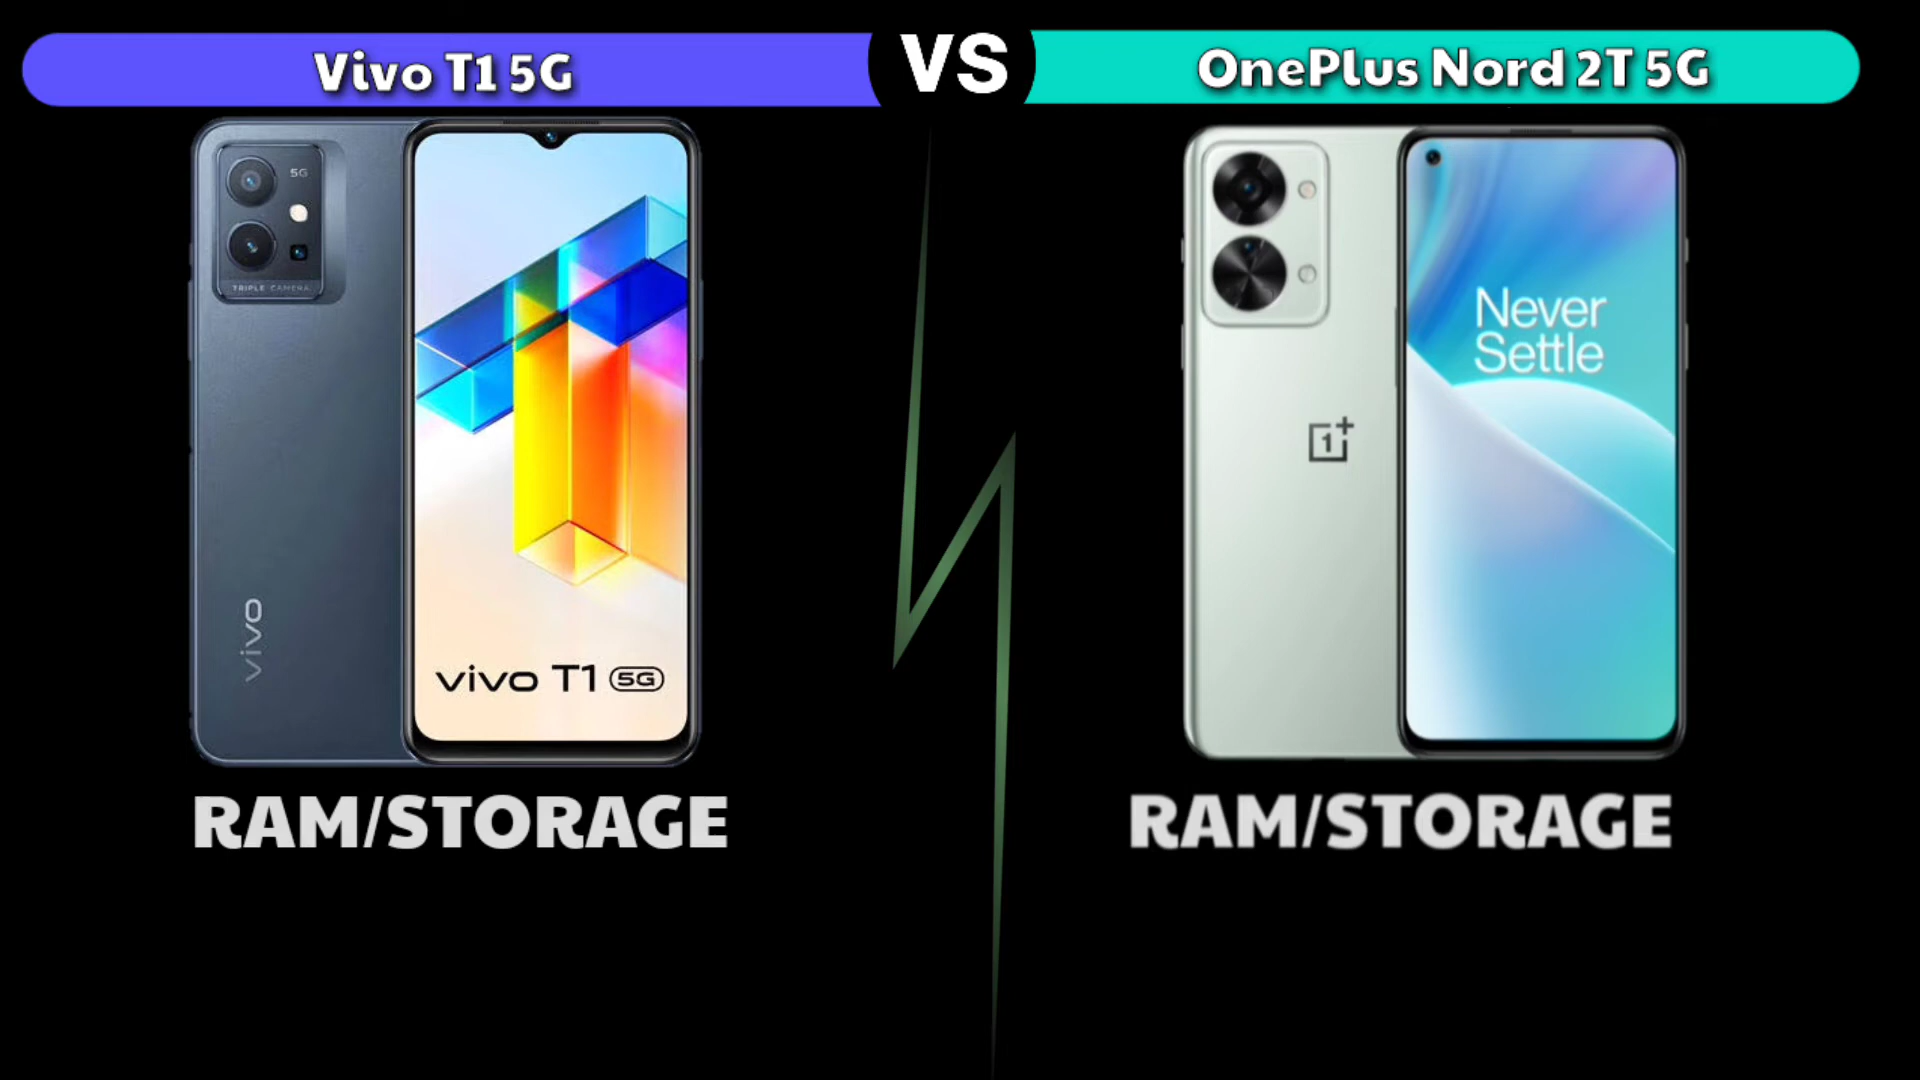 Vivo T1 5G
VS
OnePlus Nord 2T 5G
5G
TRIPLE CAMERA
vivo
vivo T1 5G
1+
Never
Settle
RAM/STORAGE
RAM/STORAGE